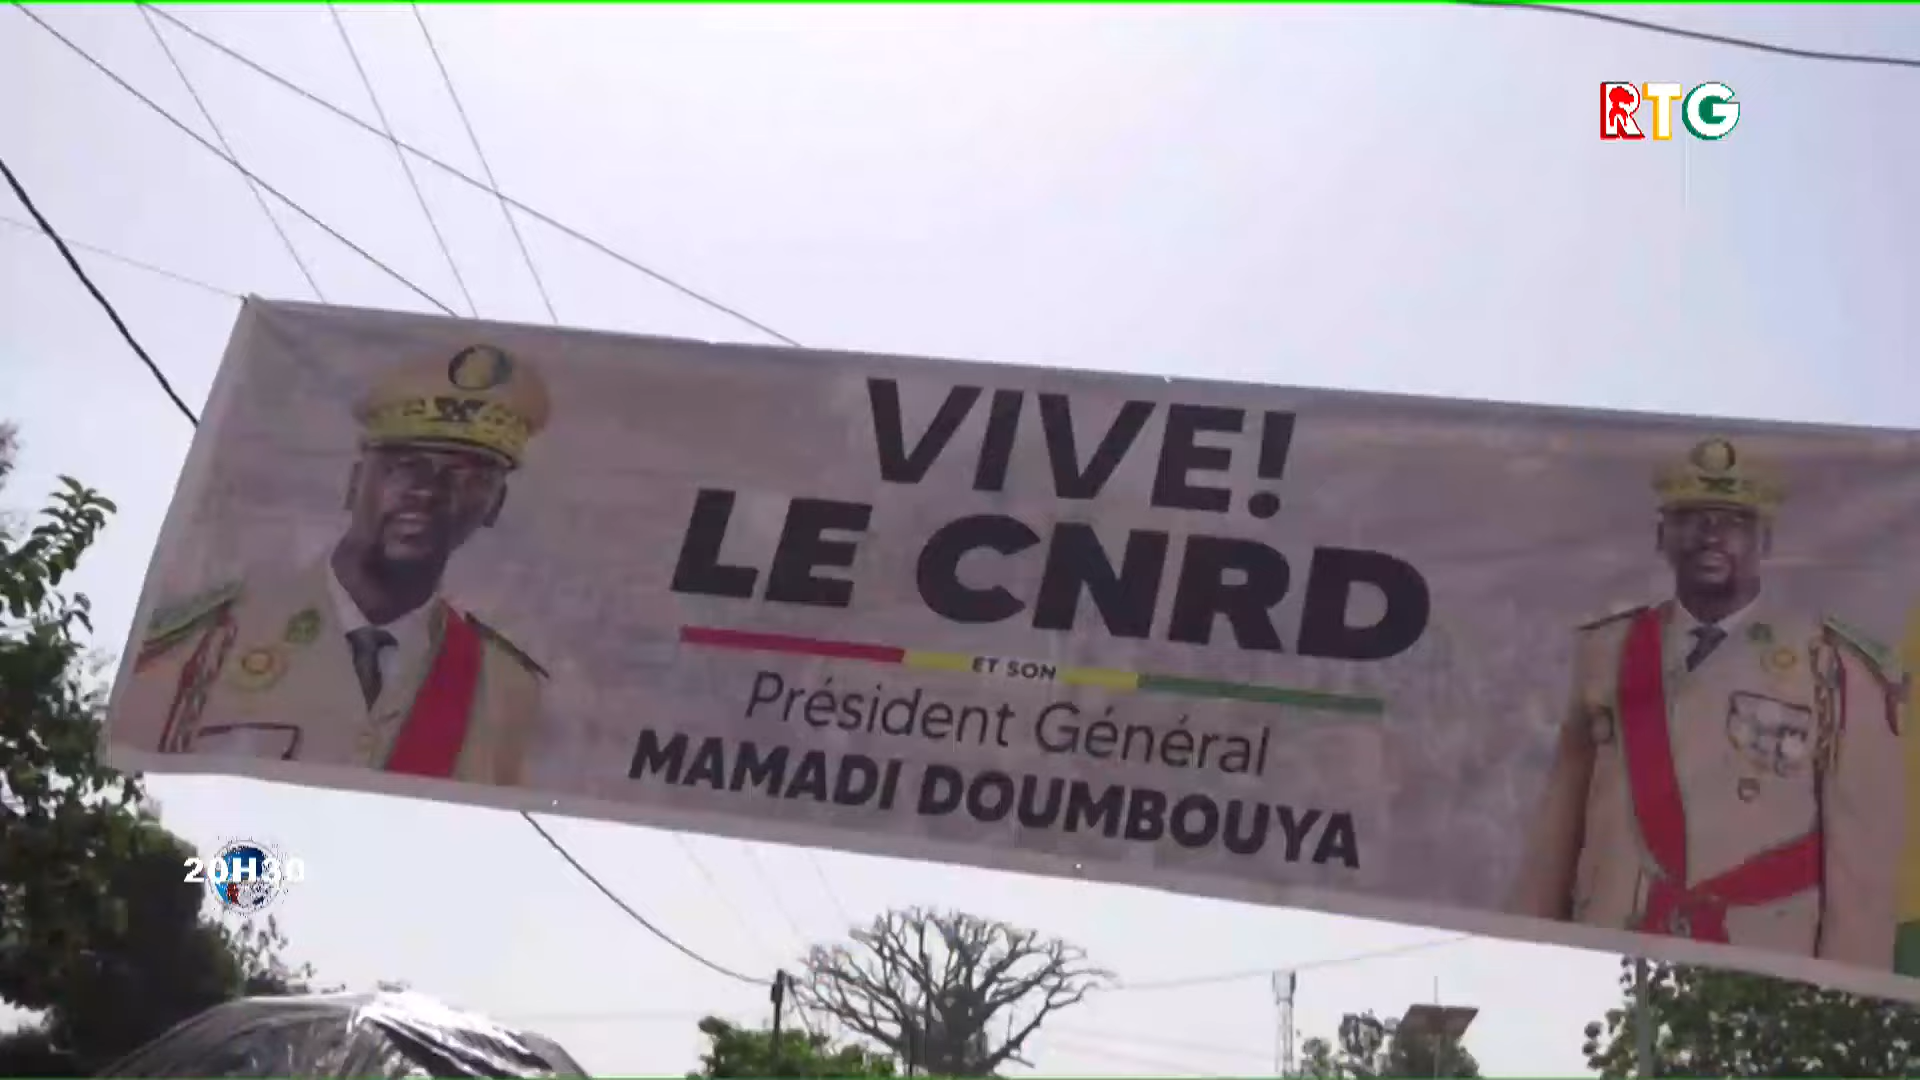 RTG
VIVE!
LE CNRD
ET SON
Président Général
MAMADI DOUMBOUYA
20H30